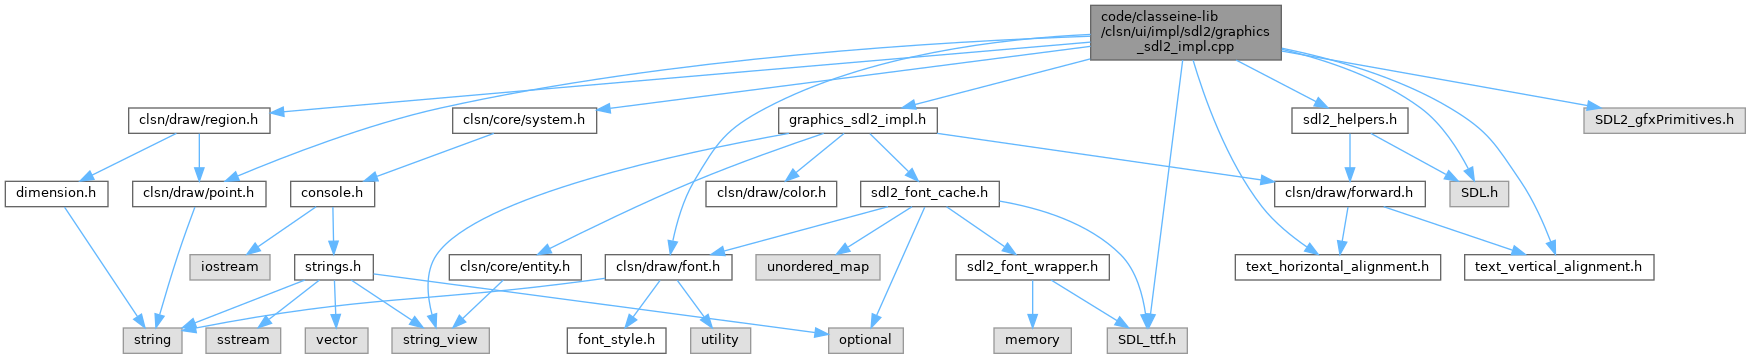 code/classeine-lib
/clsn/ui/impl/sdl2/graphics
_sdl2_impl.cpp
clsn/draw/region.h
clsn/core/system.h
graphics_sdl2_impl.h
sdl2_helpers.h
SDL2_gfxPrimitives.h
dimension.h
clsn/draw/point.h
console.h
clsn/draw/color.h
sdl2_font_cache.h
clsn/draw/forward.h
SDL.h
iostream
strings.h
clsn/core/entity.h
clsn/draw/font.h
unordered_map
sdl2_font_wrapper.h
text_horizontal_alignment.h
text_vertical_alignment.h
string
sstream
vector
string_view
font_style.h
utility
optional
memory
SDL_ttf.h